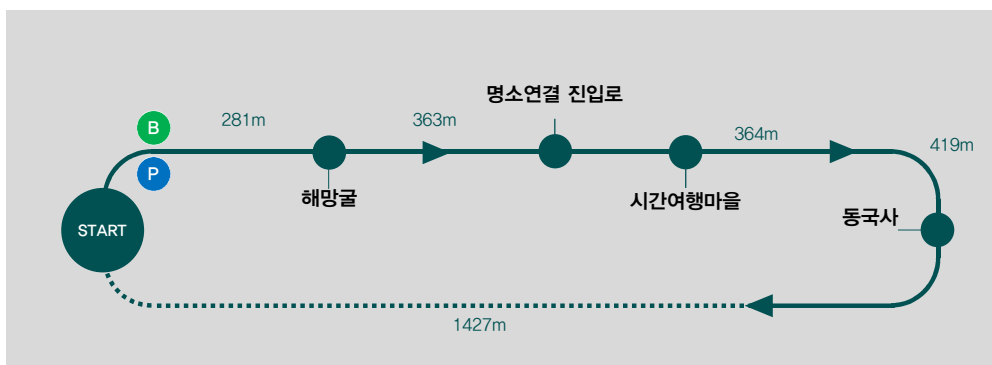 명소연결 진입로
B
281m
363m
364m
419m
P
해망굴
시간여행마을
동국사
START
1427m